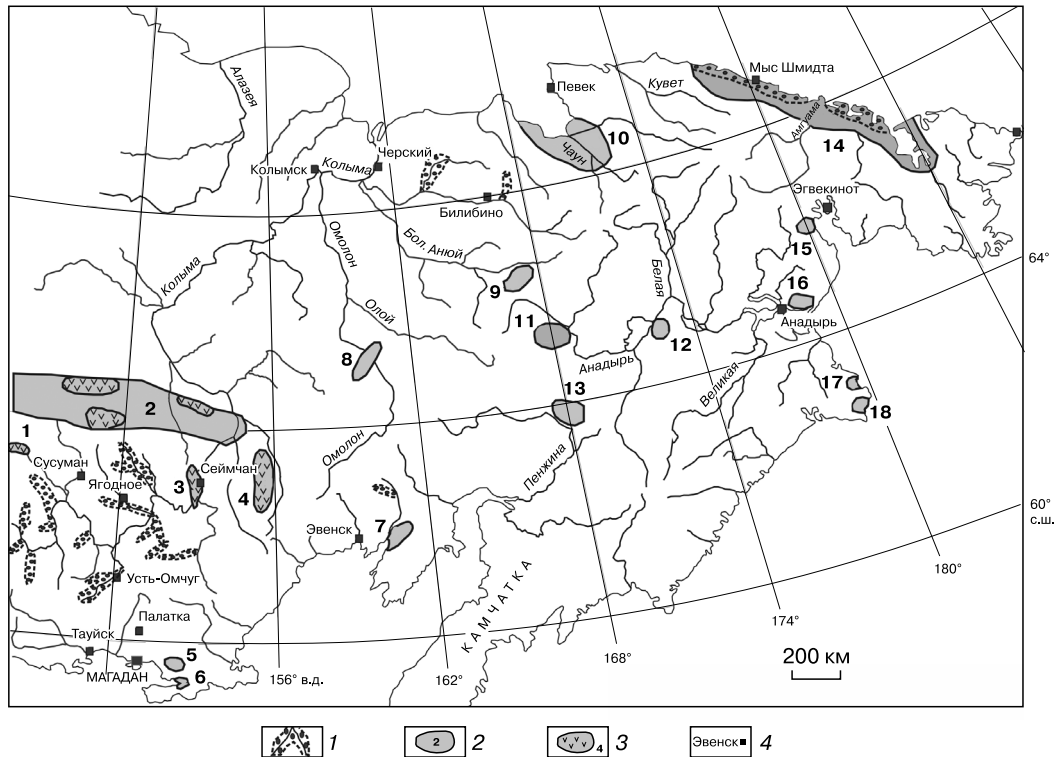 Мыс Шмидта
Певек
Кувет
Алазея
Амгуама
10
Чаун
14
Черский
Колыма
Колымск
Эгвекинот
Билибино
Омолон
Бол. Анюй
15
64°
Белая
Колыма
9
16
Олой
11
Анадырь
12
8
Анадырь
Великая
17
13
2
18
1
Омолон
Сусуман
Сеймчан
Пенжина
Ягодное
3
4
60°
с.ш.
7
Эвенск
180°
Усть-Омчуг
КАМЧАТКА
174°
Палатка
Тауйск
168°
200 км
5
МАГАДАН
6
156° в.д.
162°
1
2
2
4
3
Эвенск
4